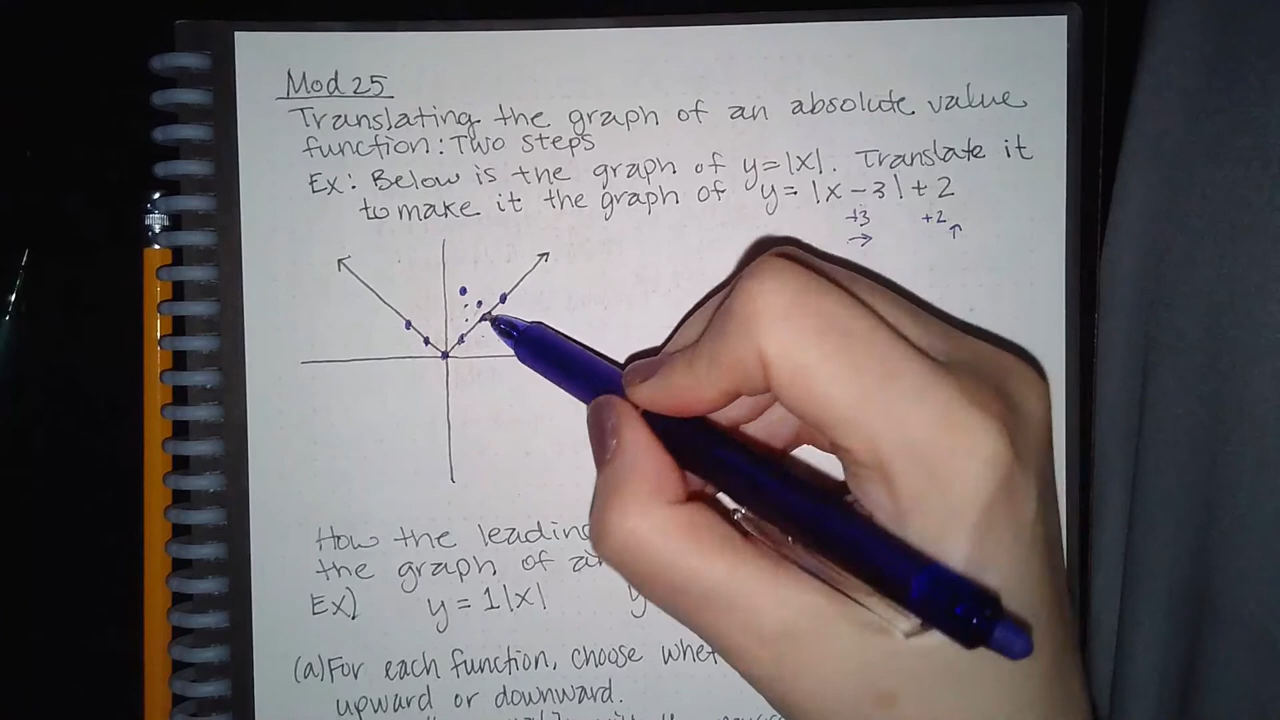 Mod 25
Translating the graph of an absolute value
function: Two steps
Ex: Below is the graph of y=|x|. Translate it
to make it the graph of y= |x-3|+2
+3 +2 ↑
→
How the leading
the graph of
Ex) y=1|x| y
(a) For each function, choose
upward or downward.